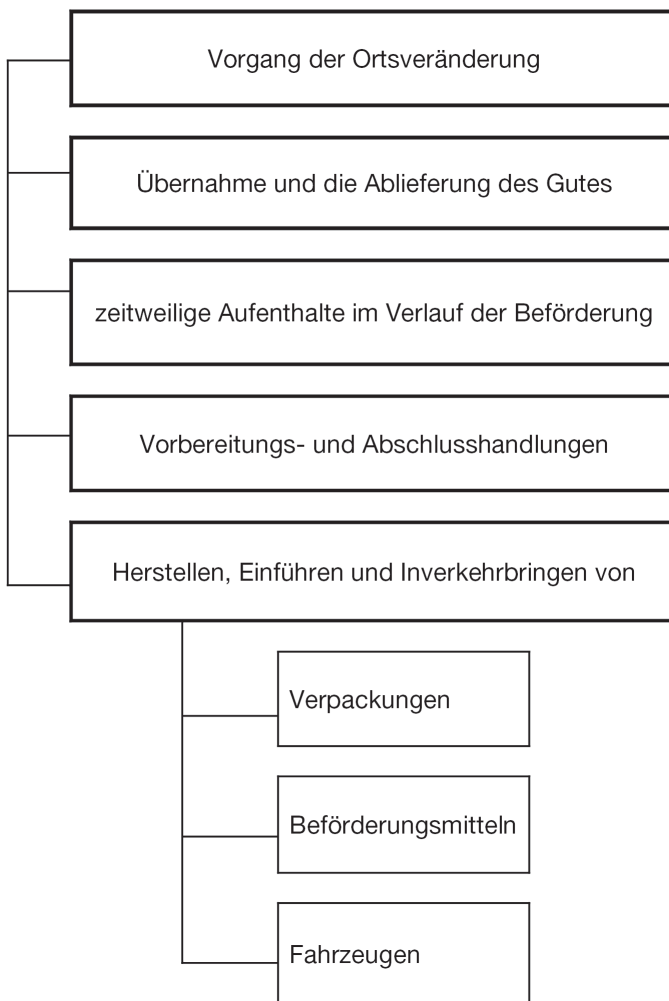 Vorgang der Ortsveränderung
Übernahme und die Ablieferung des Gutes
zeitweilige Aufenthalte im Verlauf der Beförderung
Vorbereitungs- und Abschlusshandlungen
Herstellen, Einführen und Inverkehrbringen von
Verpackungen
Beförderungsmitteln
Fahrzeugen